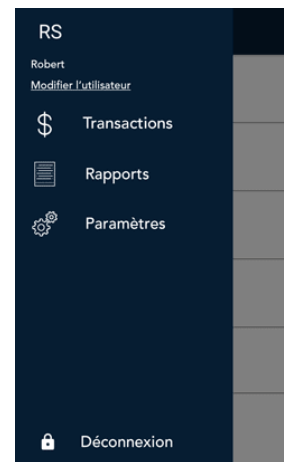 RS
Robert
Modifier l'utilisateur
$ Transactions
Rapports
Paramètres
Déconnexion